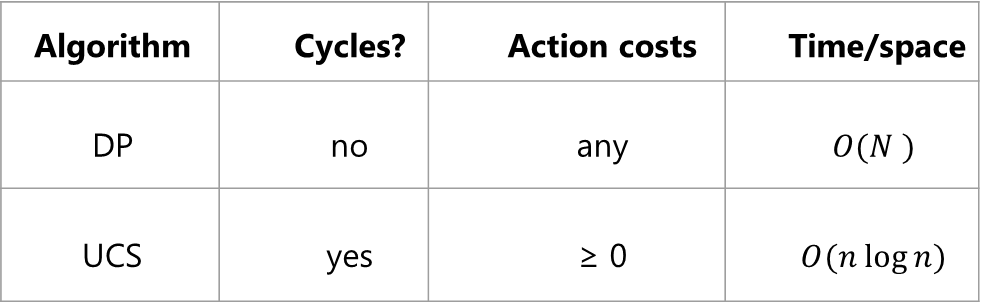 Algorithm Cycles? Action costs Time/space
DP no any O(N )
UCS yes ≥ 0 O(n log n)